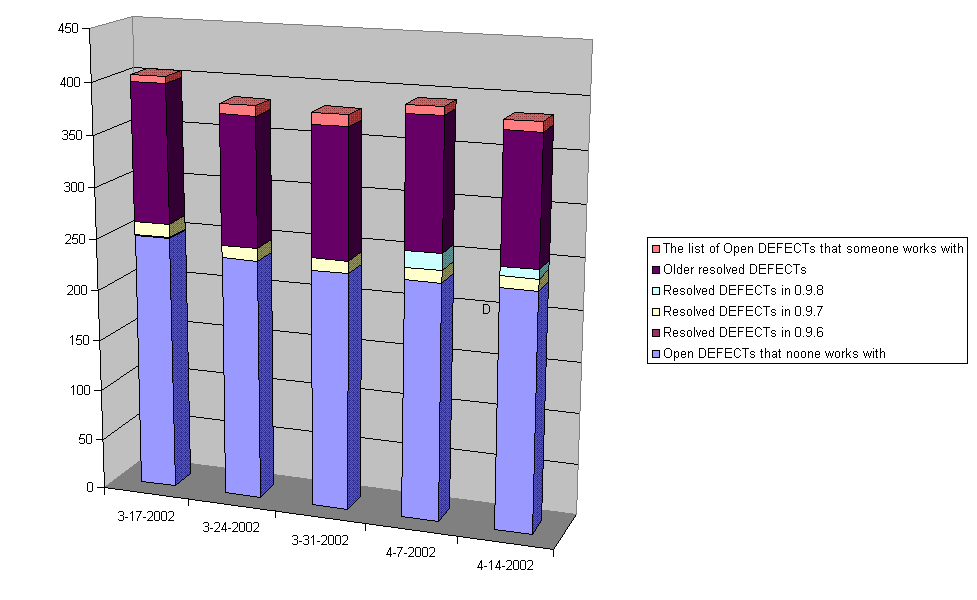 450
400
350
300
250
200
150
100
50
0
3-17-2002
3-24-2002
3-31-2002
4-7-2002
4-14-2002
D
The list of Open DEFECTs that someone works with
Older resolved DEFECTs
Resolved DEFECTs in 0.9.8
Resolved DEFECTs in 0.9.7
Resolved DEFECTs in 0.9.6
Open DEFECTs that noone works with